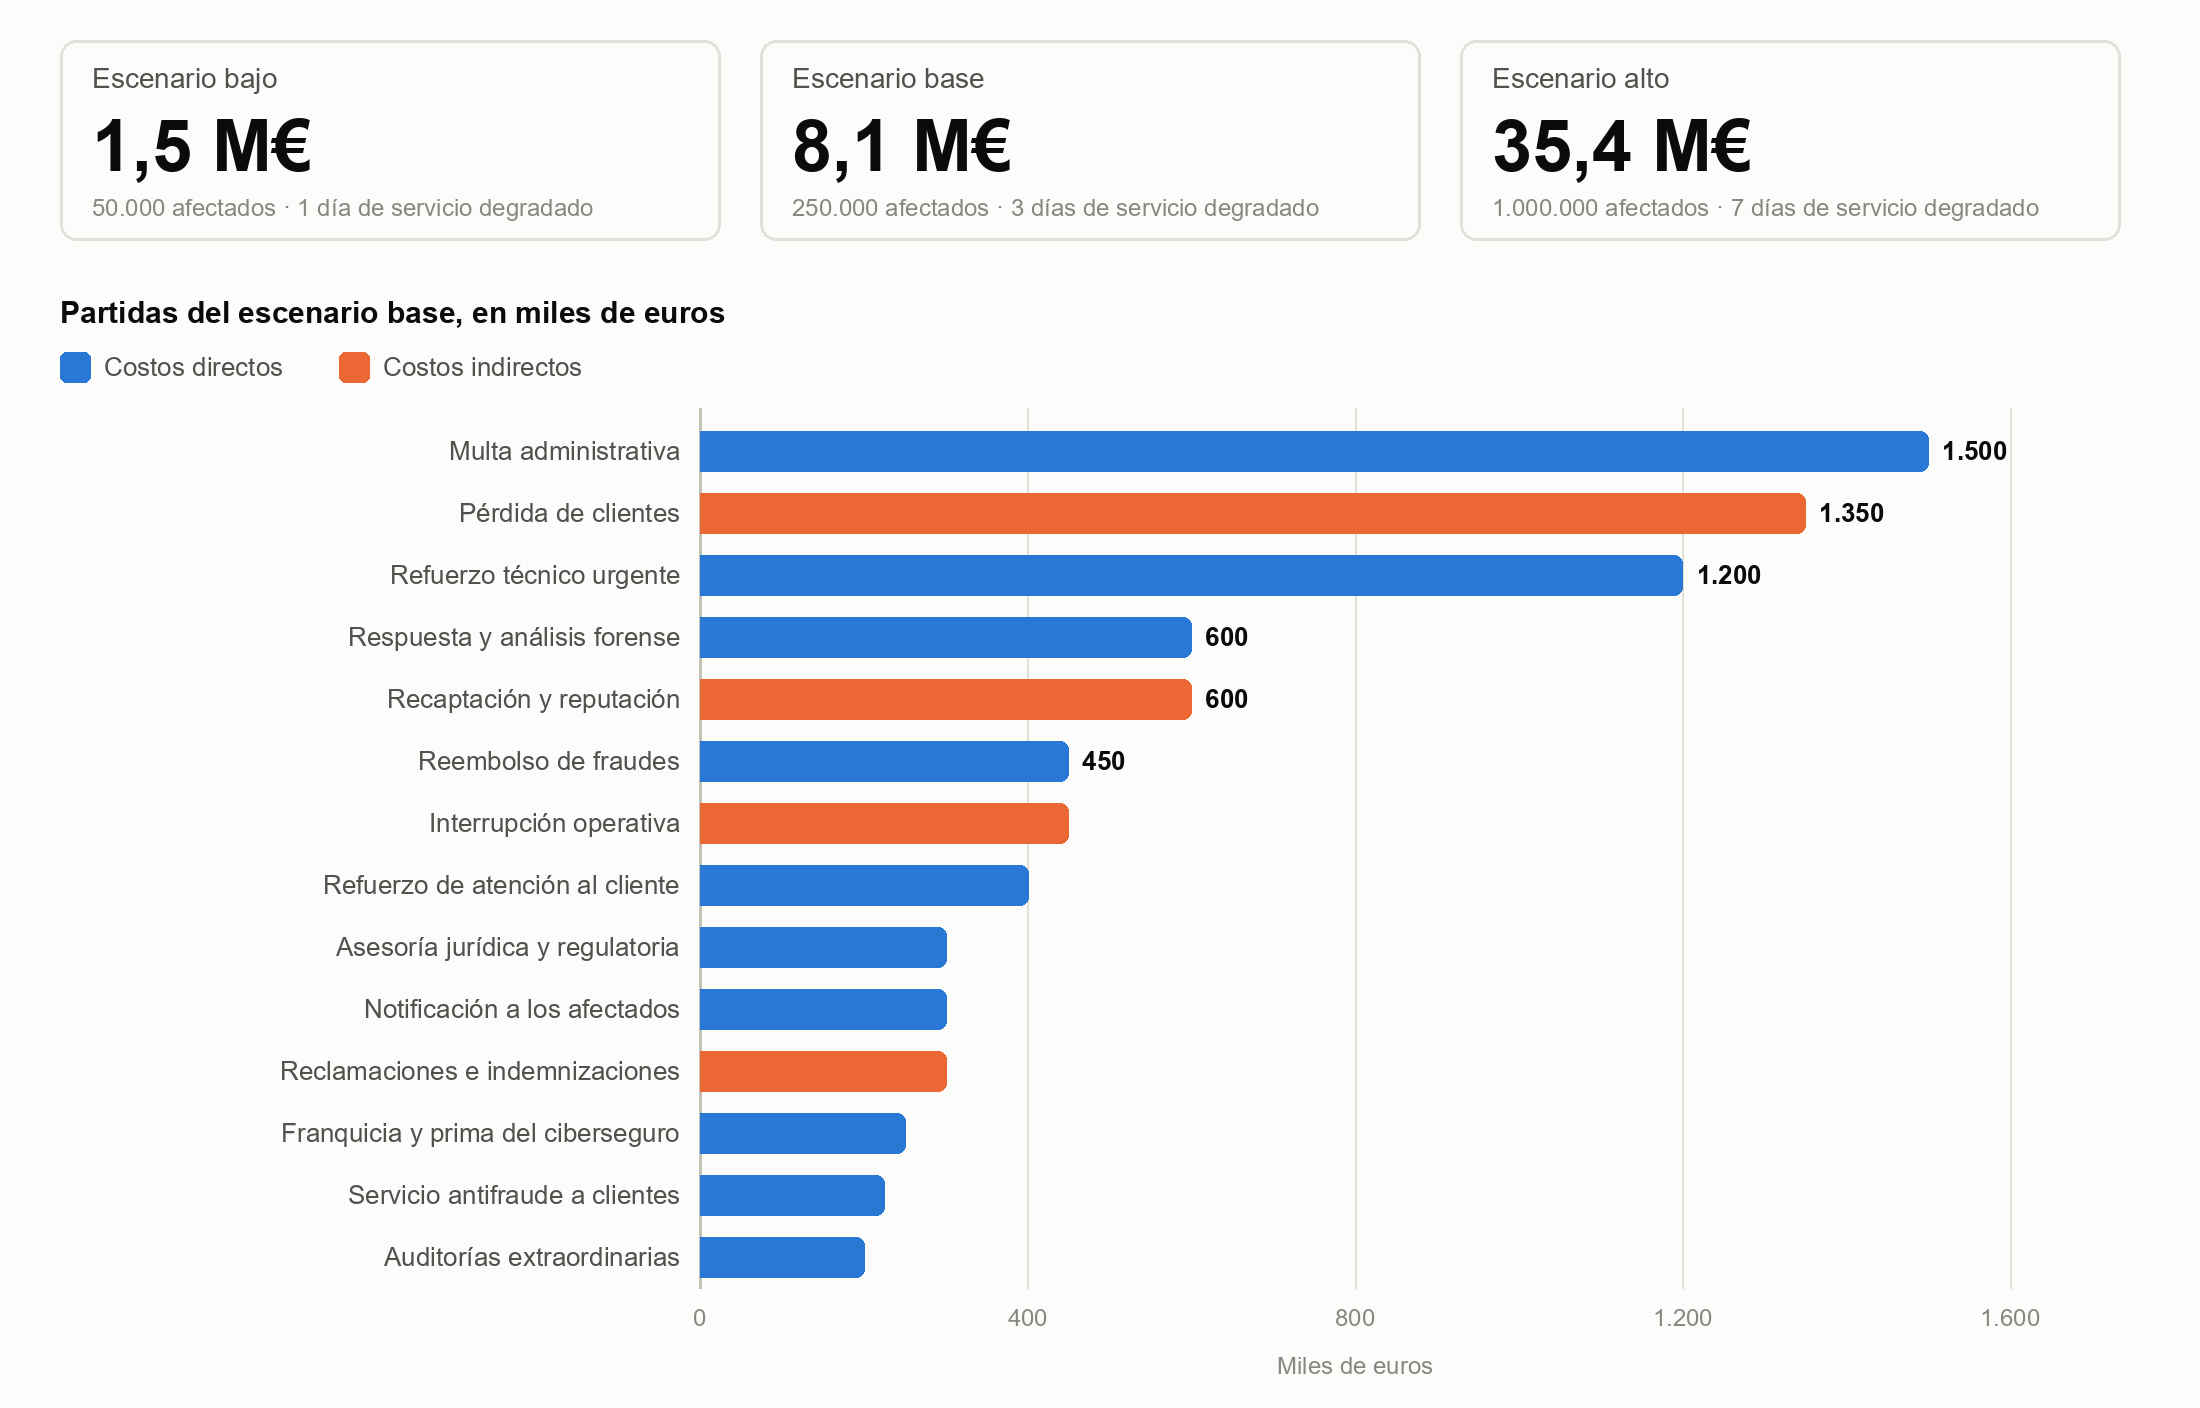 Escenario bajo
1,5 M€
50.000 afectados · 1 día de servicio degradado
Escenario base
8,1 M€
250.000 afectados · 3 días de servicio degradado
Escenario alto
35,4 M€
1.000.000 afectados · 7 días de servicio degradado
Partidas del escenario base, en miles de euros
Costos directos
Costos indirectos
Multa administrativa 1.500
Pérdida de clientes 1.350
Refuerzo técnico urgente 1.200
Respuesta y análisis forense 600
Recaptación y reputación 600
Reembolso de fraudes 450
Interrupción operativa
Refuerzo de atención al cliente
Asesoría jurídica y regulatoria
Notificación a los afectados
Reclamaciones e indemnizaciones
Franquicia y prima del ciberseguro
Servicio antifraude a clientes
Auditorías extraordinarias
0 400 800 1.200 1.600
Miles de euros